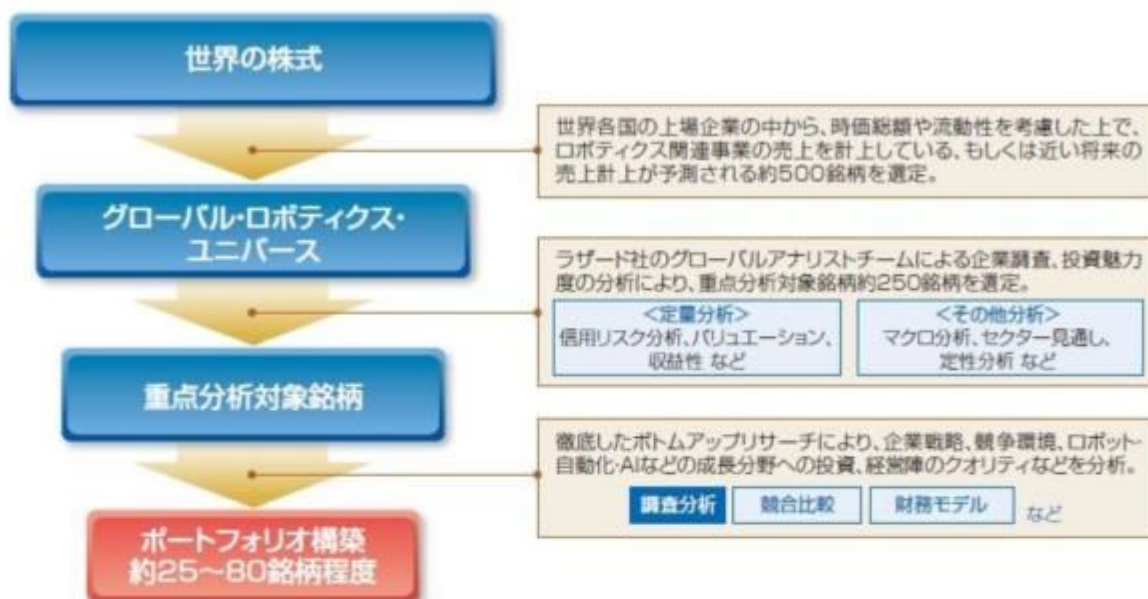 世界の株式
世界各国の上場企業の中から、時価総額や流動性を考慮した上で、
ロボティクス関連事業の売上を計上している、もしくは近い将来の
売上計上が予測される約500銘柄を選定。
グローバル・ロボティクス・
ユニバース
ラザード社のグローバルアナリストチームによる企業調査、投資魅力
度の分析により、重点分析対象銘柄約250銘柄を選定。
<定量分析>
信用リスク分析、バリュエーション、
収益性 など
<その他分析>
マクロ分析、セクター見通し、
定性分析 など
重点分析対象銘柄
徹底したボトムアップリサーチにより、企業戦略、競争環境、ロボット・
自動化・AIなどの成長分野への投資、経営陣のクオリティなどを分析。
調査分析
競合比較
財務モデル
など
ポートフォリオ構築
約25～80銘柄程度